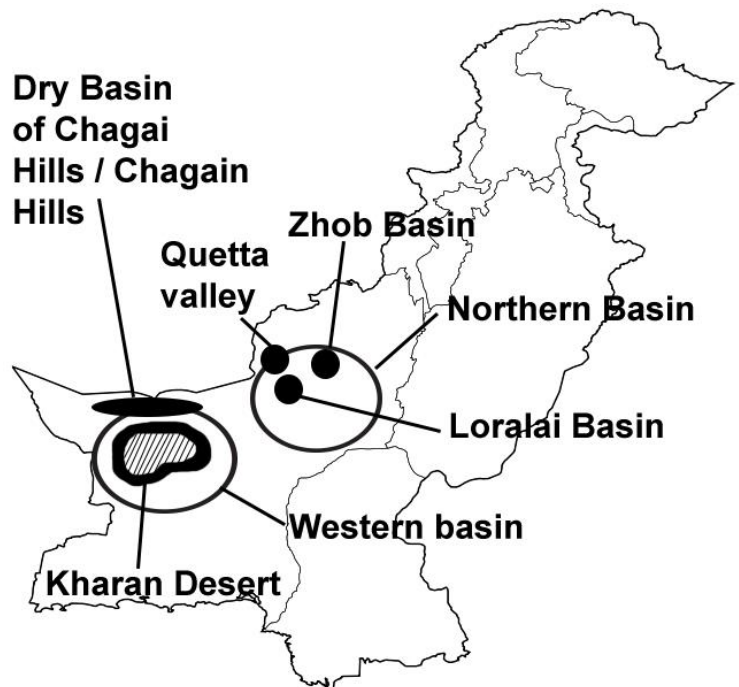 Dry Basin
of Chagai
Hills / Chagain
Hills
Zhob Basin
Quetta
valley
Northern Basin
Loralai Basin
Western basin
Kharan Desert